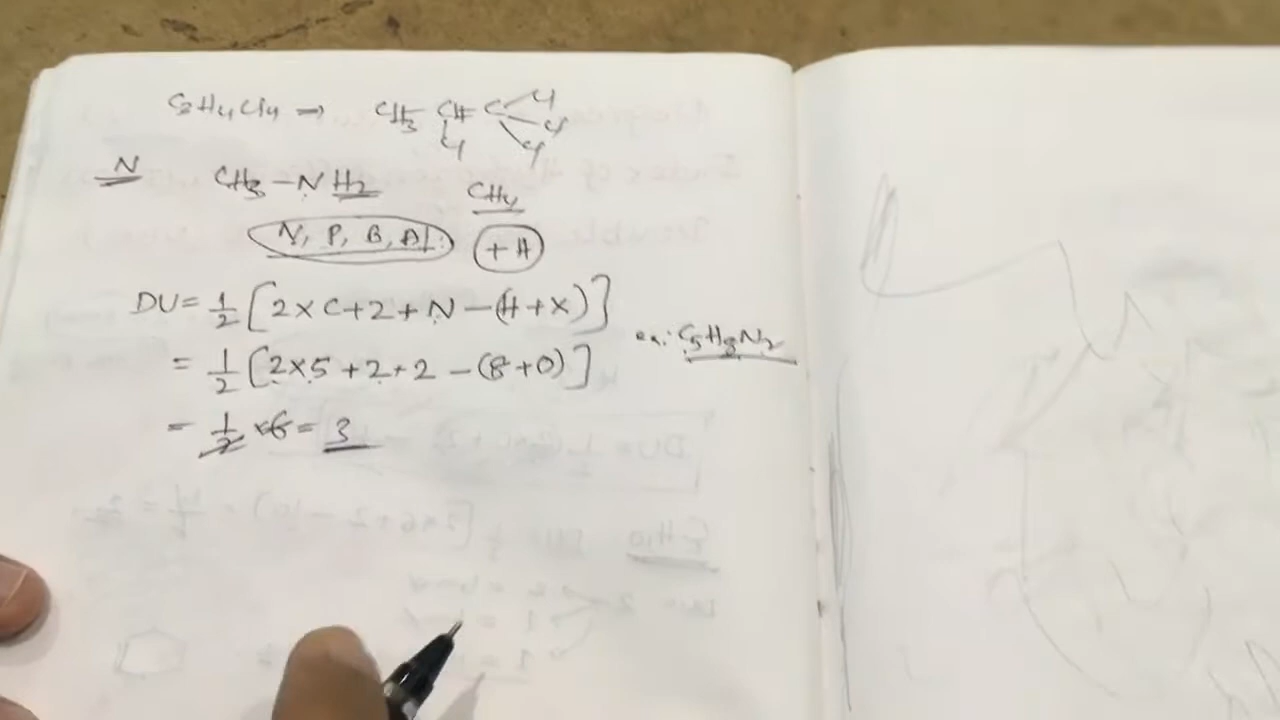 C₃H₄Cl₄ → CH₃ CH C Cl Cl Cl Cl
N CH₃ - NH₂ CH₄
N, P, B, Al. +H
DU = 1/2 [2 × C + 2 + N - (H + X)]
ex: C₅H₈N₂
= 1/2 [2×5 + 2 + 2 - (8+0)]
= 1/2 × 6 = 3